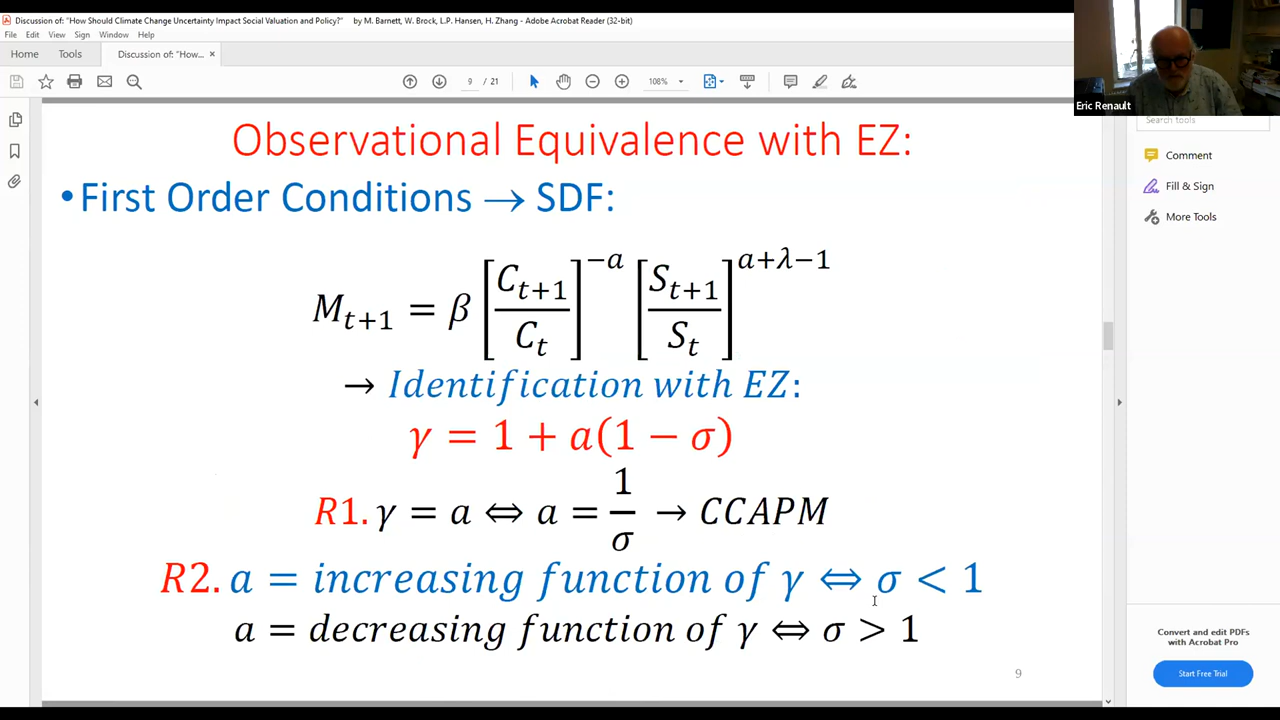 Discussion of: "How Should Climate Change Uncertainty Impact Social Valuation and Policy?" by M. Barnett, W. Brock, L.P. Hansen, H. Zhang - Adobe Acrobat Reader (32-bit)
File Edit View Sign Window Help
Home Tools Discussion of: "How... ×
9 / 21 108%
Eric Renault
Search tools
Comment
Fill & Sign
More Tools
Observational Equivalence with EZ:
•First Order Conditions → SDF:
M_{t+1} = β [C_{t+1}/C_t]^{−a} [S_{t+1}/S_t]^{a+λ−1}
→ Identification with EZ:
γ = 1 + a(1 − σ)
R1. γ = a ⇔ a = 1/σ → CCAPM
R2. a = increasing function of γ ⇔ σ < 1
a = decreasing function of γ ⇔ σ > 1
9
Convert and edit PDFs
with Acrobat Pro
Start Free Trial